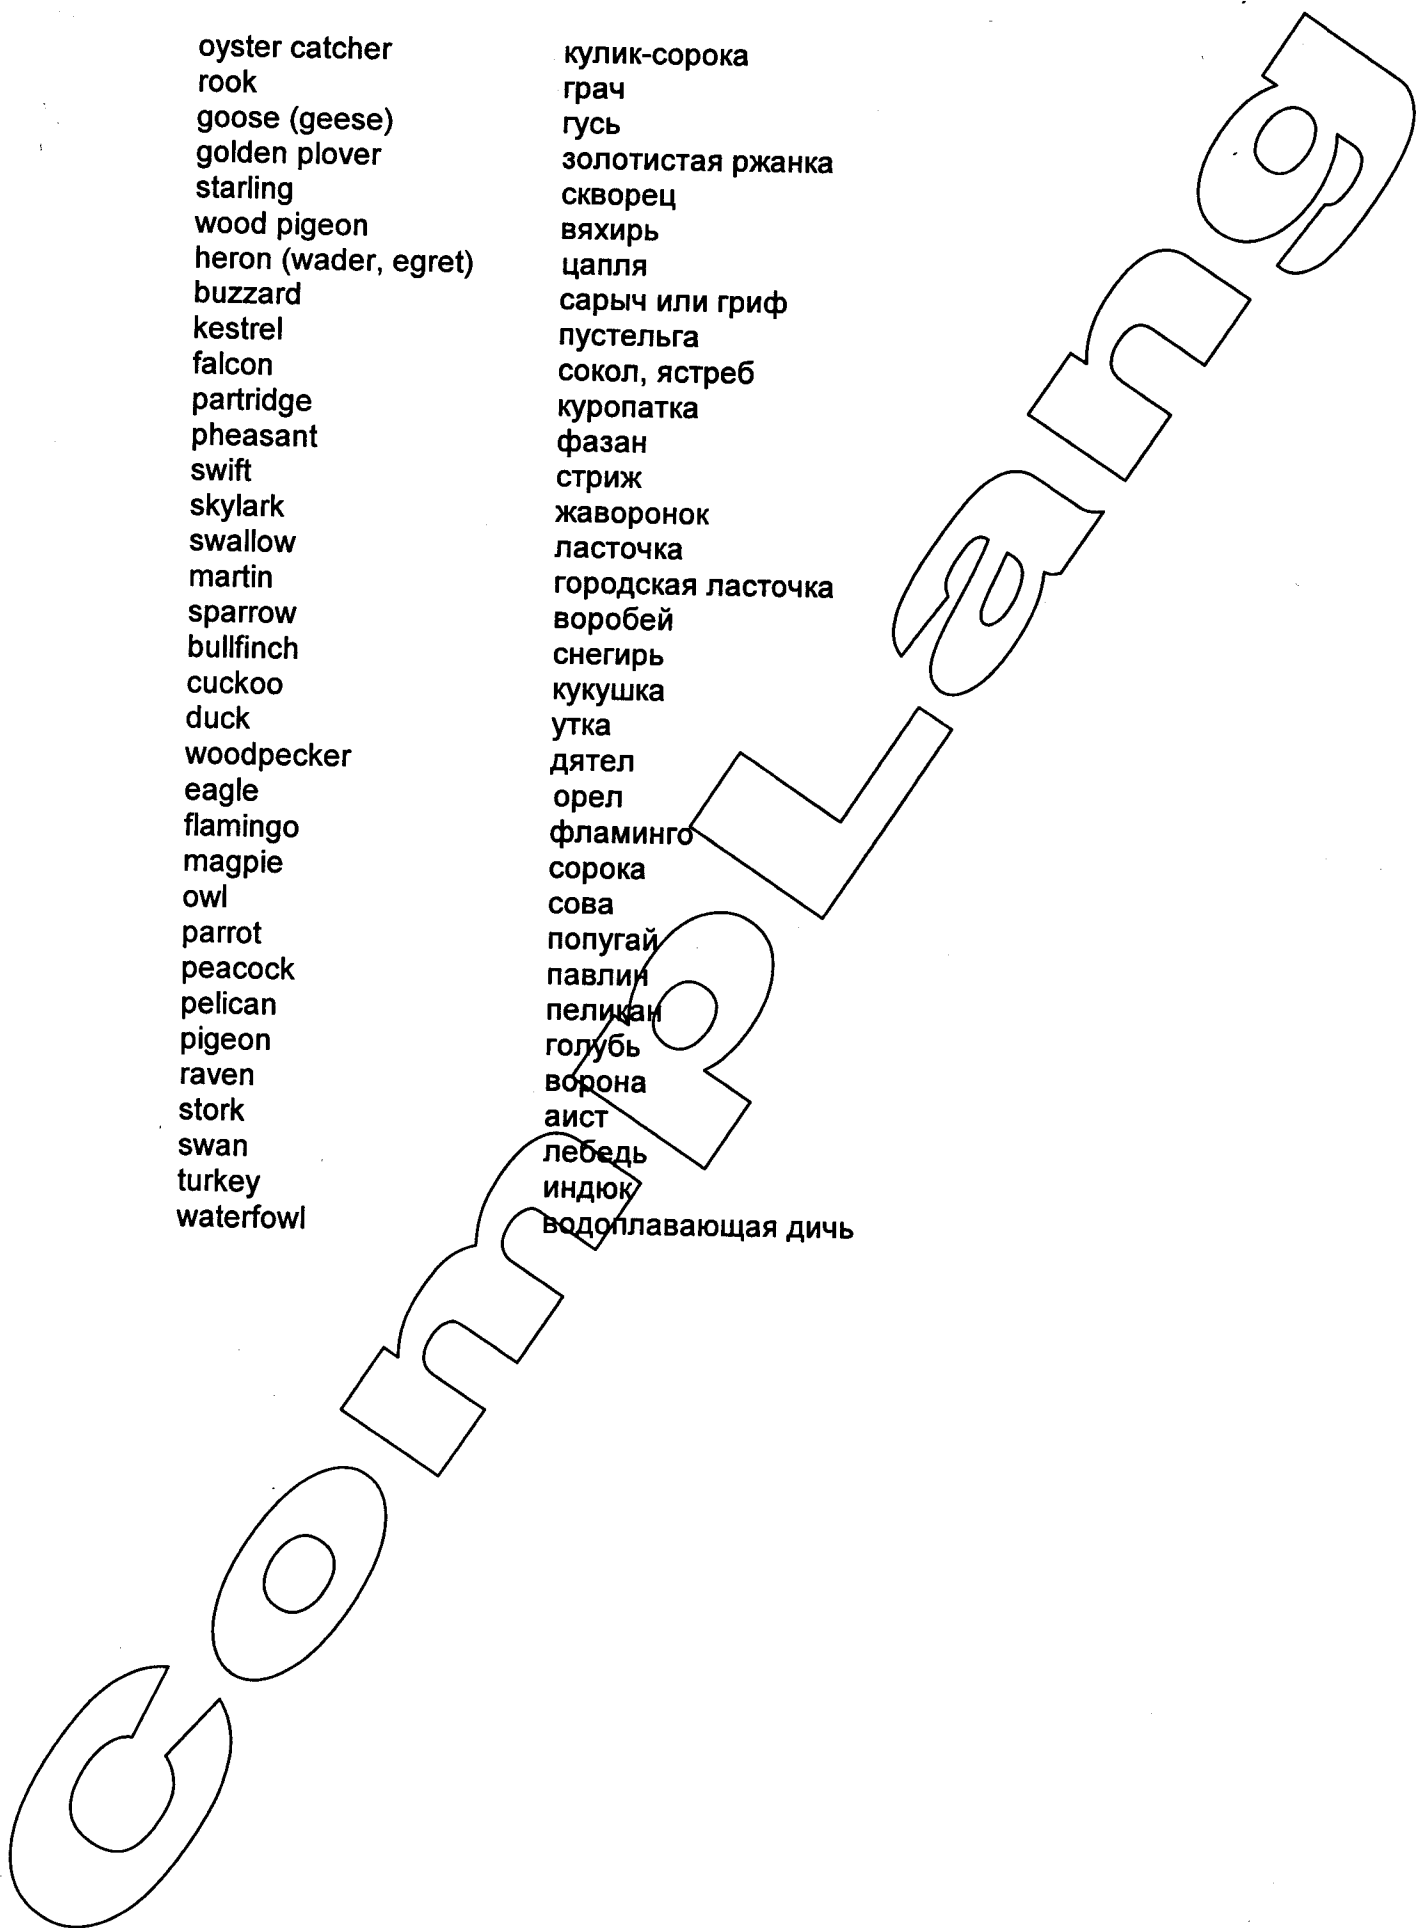 oyster catcher кулик-сорока
rook грач
goose (geese) гусь
golden plover золотистая ржанка
starling скворец
wood pigeon вяхирь
heron (wader, egret) цапля
buzzard сарыч или гриф
kestrel пустельга
falcon сокол, ястреб
partridge куропатка
pheasant фазан
swift стриж
skylark жаворонок
swallow ласточка
martin городская ласточка
sparrow воробей
bullfinch снегирь
cuckoo кукушка
duck утка
woodpecker дятел
eagle орел
flamingo фламинго
magpie сорока
owl сова
parrot попугай
peacock павлин
pelican пеликан
pigeon голубь
raven ворона
stork аист
swan лебедь
turkey индюк
waterfowl водоплавающая дичь
CompLang